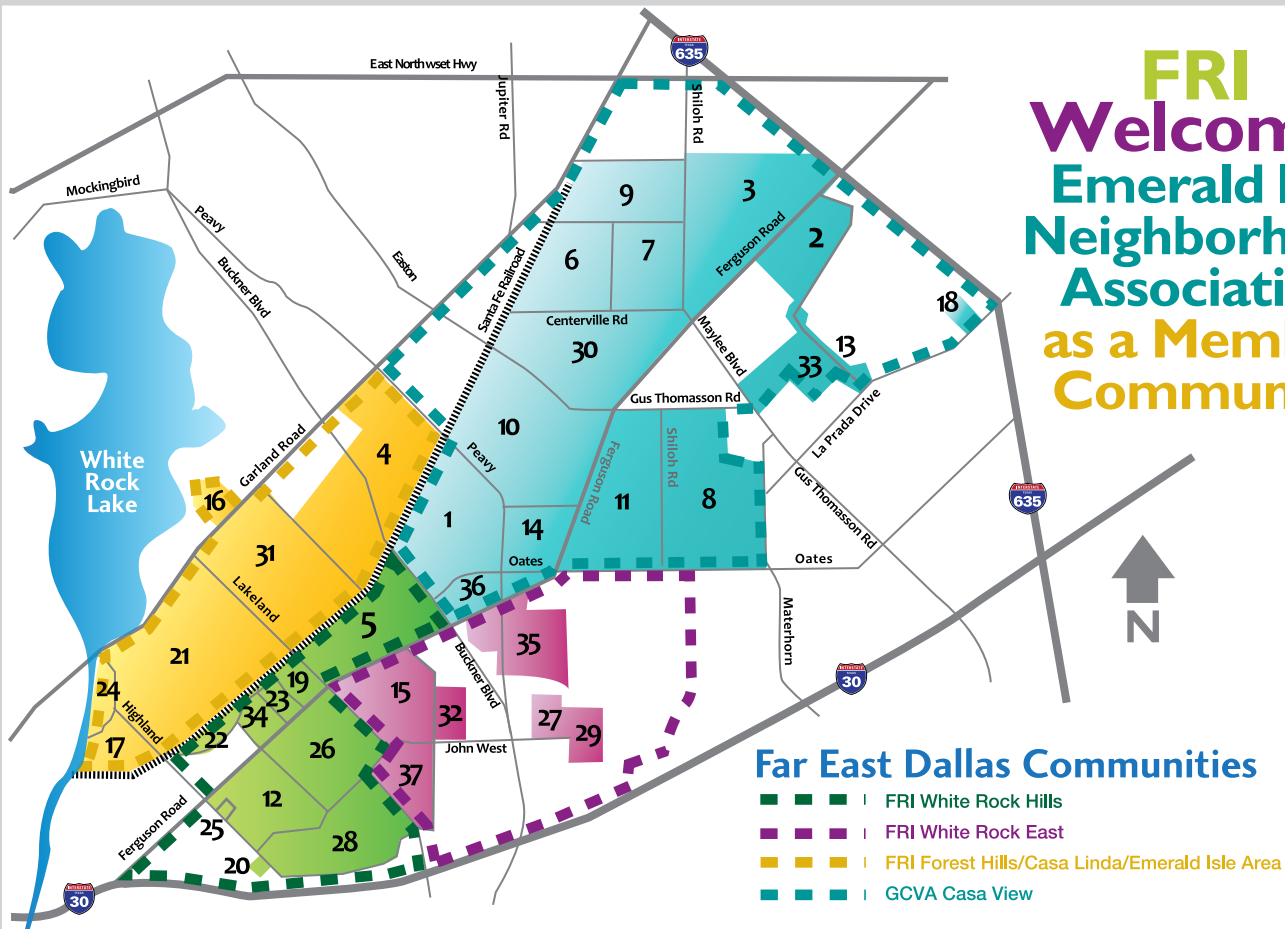 INTERSTATE
635
East Northwset Hwy
Jupiter Rd
Shiloh Rd
FRI
Welcom
Emerald I
Neighborh
Associati
as a Mem
Commun
Mockingbird
Peavy
Buckner Blvd
Easton
Santa Fe Railroad
9
3
6
7
Ferguson Road
2
18
Centerville Rd
30
Maylee Blvd
13
33
Gus Thomasson Rd
La Prada Drive
White
Rock
Lake
Garland Road
4
10
Peavy
Ferguson Road
Shiloh Rd
Gus Thomasson Rd
16
1
14
11
8
INTERSTATE
635
31
Lakeland
Oates
Oates
36
5
Materhorn
N
21
35
Buckner Blvd
24
19
23
15
INTERSTATE
30
Highland
34
32
27
29
17
22
26
John West
37
12
Ferguson Road
25
28
20
INTERSTATE
30
Far East Dallas Communities
FRI White Rock Hills
FRI White Rock East
FRI Forest Hills/Casa Linda/Emerald Isle Area
GCVA Casa View